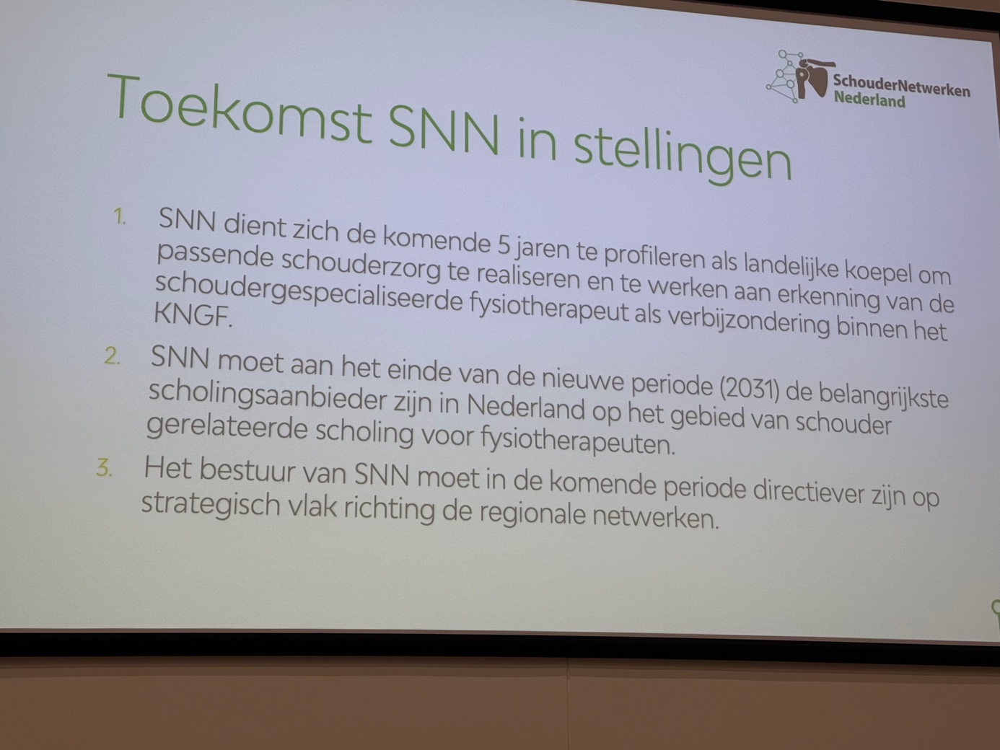 SchouderNetwerken
Nederland
Toekomst SNN in stellingen
1. SNN dient zich de komende 5 jaren te profileren als landelijke koepel om
passende schouderzorg te realiseren en te werken aan erkenning van de
schoudergespecialiseerde fysiotherapeut als verbijzondering binnen het
KNGF.
2. SNN moet aan het einde van de nieuwe periode (2031) de belangrijkste
scholingsaanbieder zijn in Nederland op het gebied van schouder
gerelateerde scholing voor fysiotherapeuten.
3. Het bestuur van SNN moet in de komende periode directiever zijn op
strategisch vlak richting de regionale netwerken.